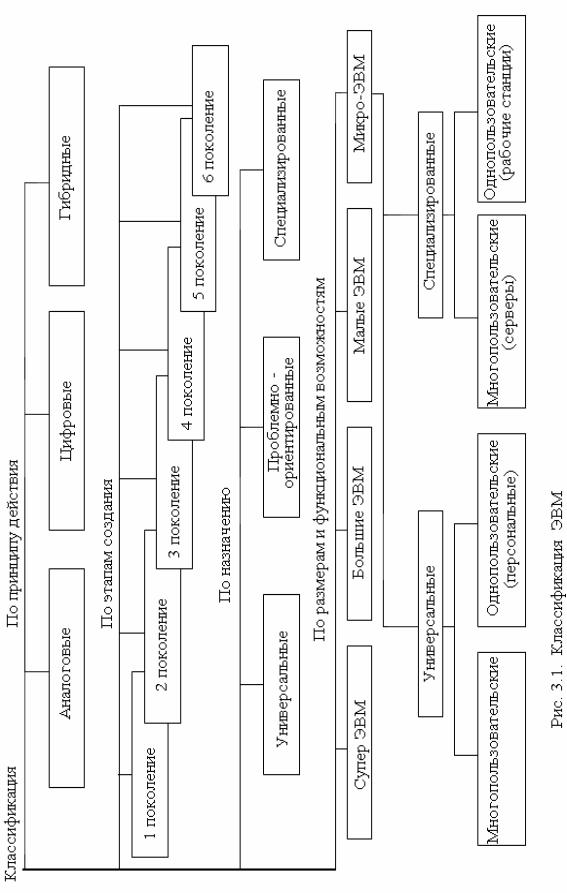 Классификация
По принципу действия
Аналоговые
Цифровые
Гибридные
По этапам создания
1 поколение
2 поколение
3 поколение
4 поколение
5 поколение
6 поколение
По назначению
Универсальные
Проблемно -
ориентированные
Специализированные
По размерам и функциональным возможностям
Супер ЭВМ
Большие ЭВМ
Малые ЭВМ
Микро-ЭВМ
Универсальные
Специализированные
Многопользовательские
Однопользовательские
(персональные)
Многопользовательские
(серверы)
Однопользовательские
(рабочие станции)
Рис. 3.1. Классификация ЭВМ